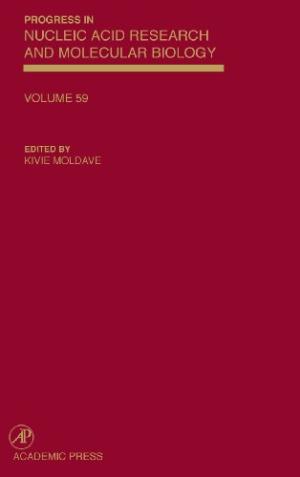 PROGRESS IN
NUCLEIC ACID RESEARCH
AND MOLECULAR BIOLOGY
VOLUME 59
EDITED BY
KIVIE MOLDAVE
AP
ACADEMIC PRESS